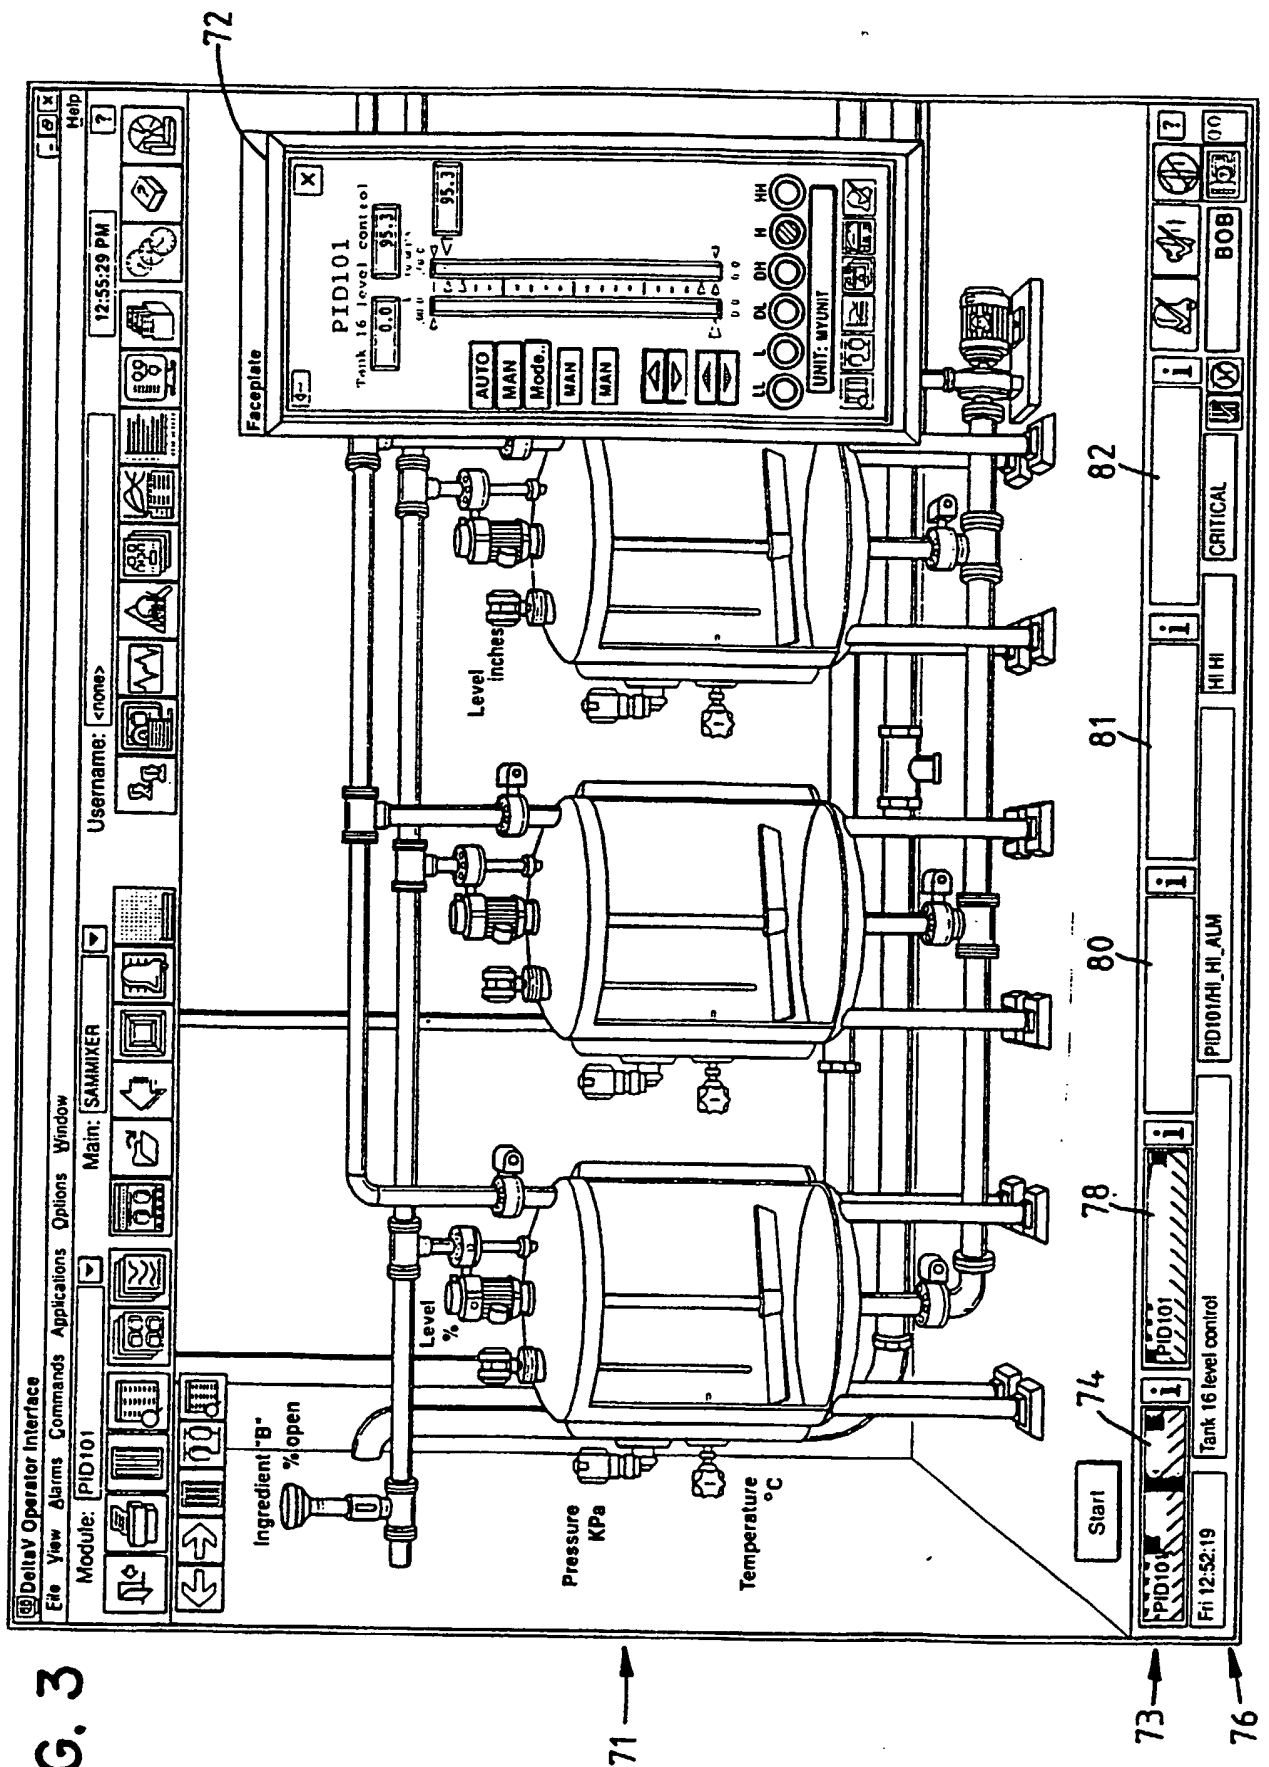 G. 3
DeltaV Operator Interface
File View Alarms Commands Applications Options Window Help
Module: PID101 Main: SAMMIXER Username: <none> 12:55:29 PM ?
Ingredient "B"
% open
Level
%
Level
inches
Pressure
KPa
Temperature
°C
Faceplate
PID101
Tank 16 level control
0.0 95.3
95.3
AUTO
MAN
Mode..
MAN
MAN
LL L DL DH H HH
UNIT: MYUNIT
Start
PID101 i PID101 i i i i ?
Fri 12:52:19 Tank 16 level control PID101/HI_HI_ALM HI HI CRITICAL BOB
71
72
73
74
76
78
80
81
82